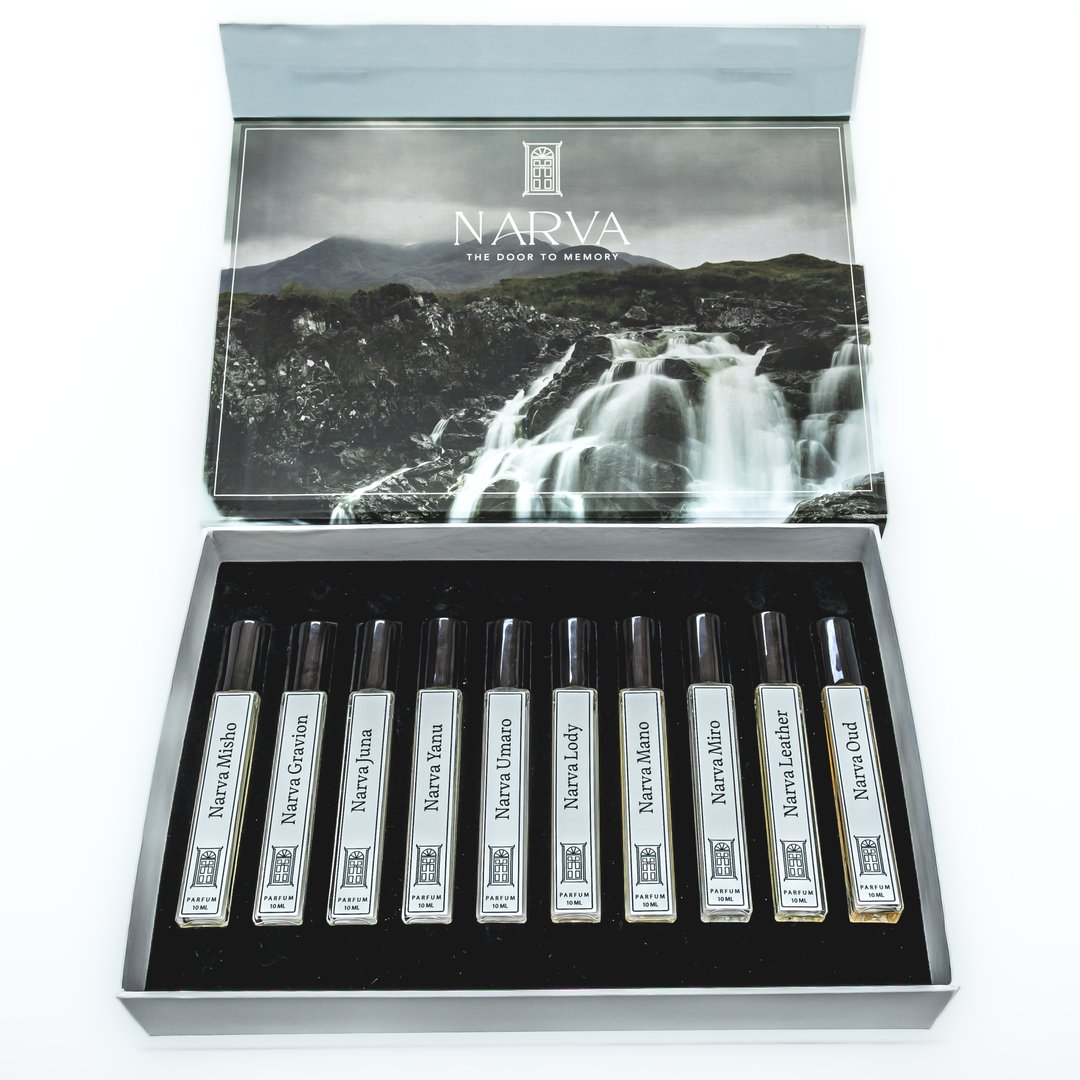 NARVA
THE DOOR TO MEMORY
Narva Misho
PARFUM
10 ML
Narva Gravion
PARFUM
10 ML
Narva Juna
PARFUM
10 ML
Narva Yanu
PARFUM
10 ML
Narva Umaro
PARFUM
10 ML
Narva Lody
PARFUM
10 ML
Narva Mano
PARFUM
10 ML
Narva Miro
PARFUM
10 ML
Narva Leather
PARFUM
10 ML
Narva Oud
PARFUM
10 ML